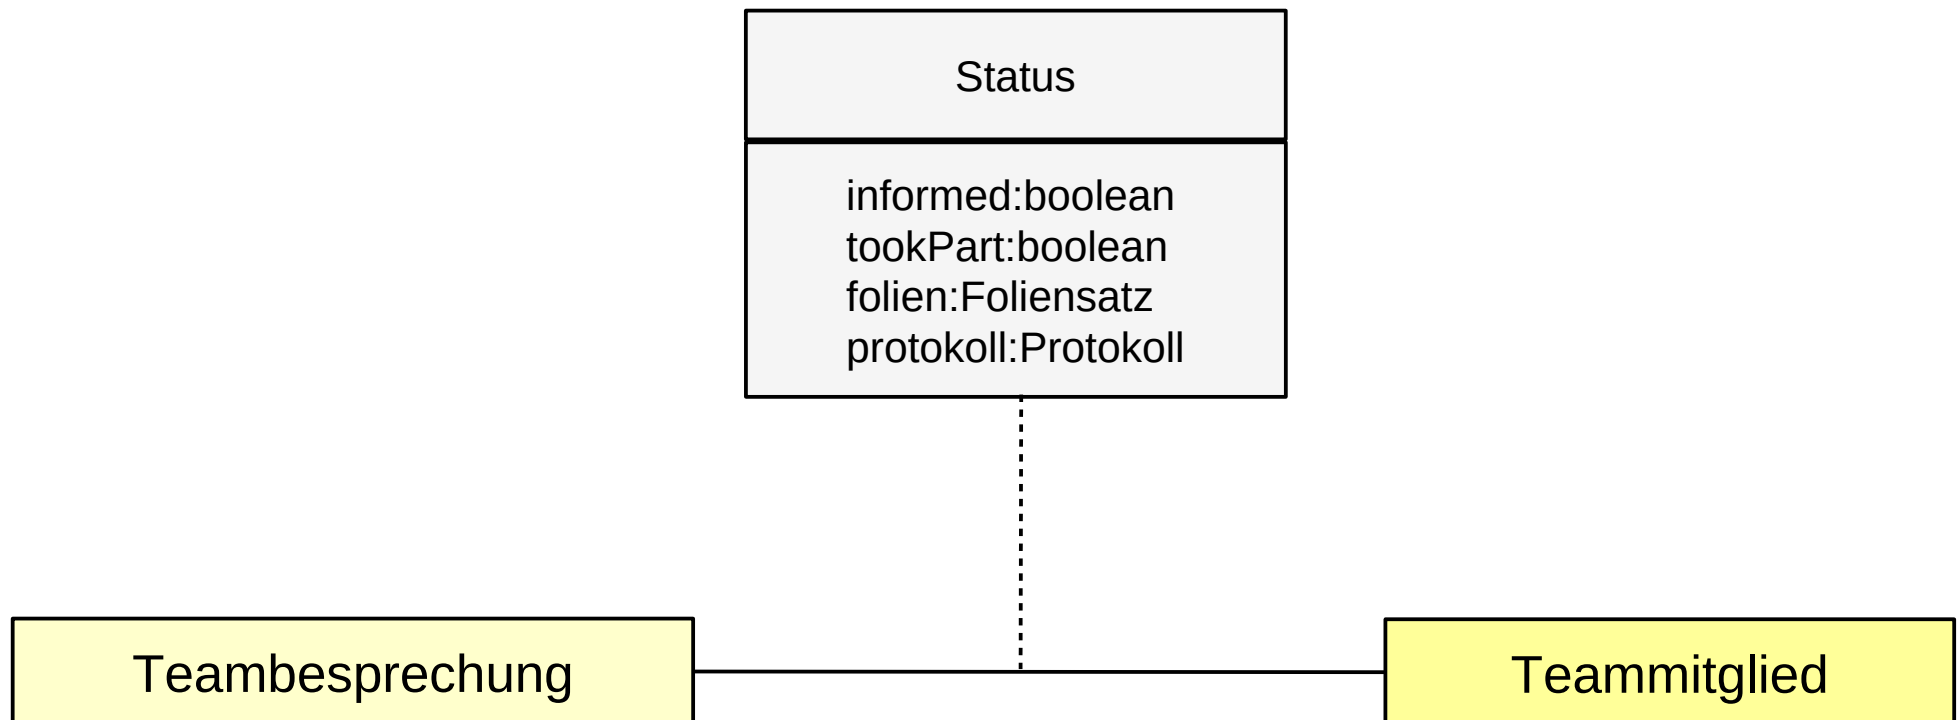 Status
informed:boolean
tookPart:boolean
folien:Foliensatz
protokoll:Protokoll
Teambesprechung
Teammitglied